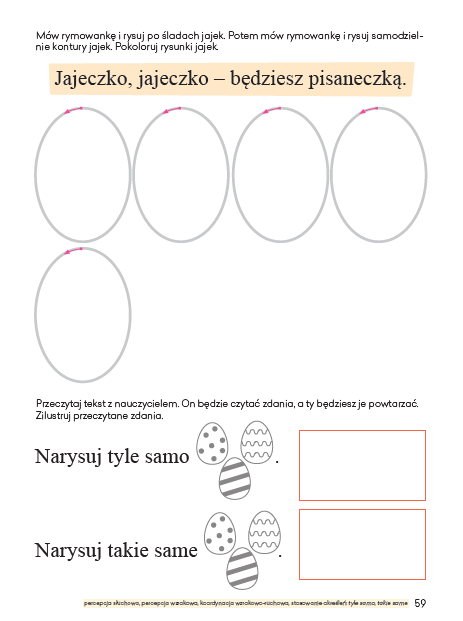 Mów rymowankę i rysuj po śladach jajek. Potem mów rymowankę i rysuj samodziel-
nie kontury jajek. Pokoloruj rysunki jajek.
Jajeczko, jajeczko – będziesz pisaneczką.
Przeczytaj tekst z nauczycielem. On będzie czytać zdania, a ty będziesz je powtarzać.
Zilustruj przeczytane zdania.
Narysuj tyle samo .
Narysuj takie same .
percepcja słuchowa, percepcja wzrokowa, koordynacja wzrokowo-ruchowa, stosowanie określeń: tyle samo, takie same 59